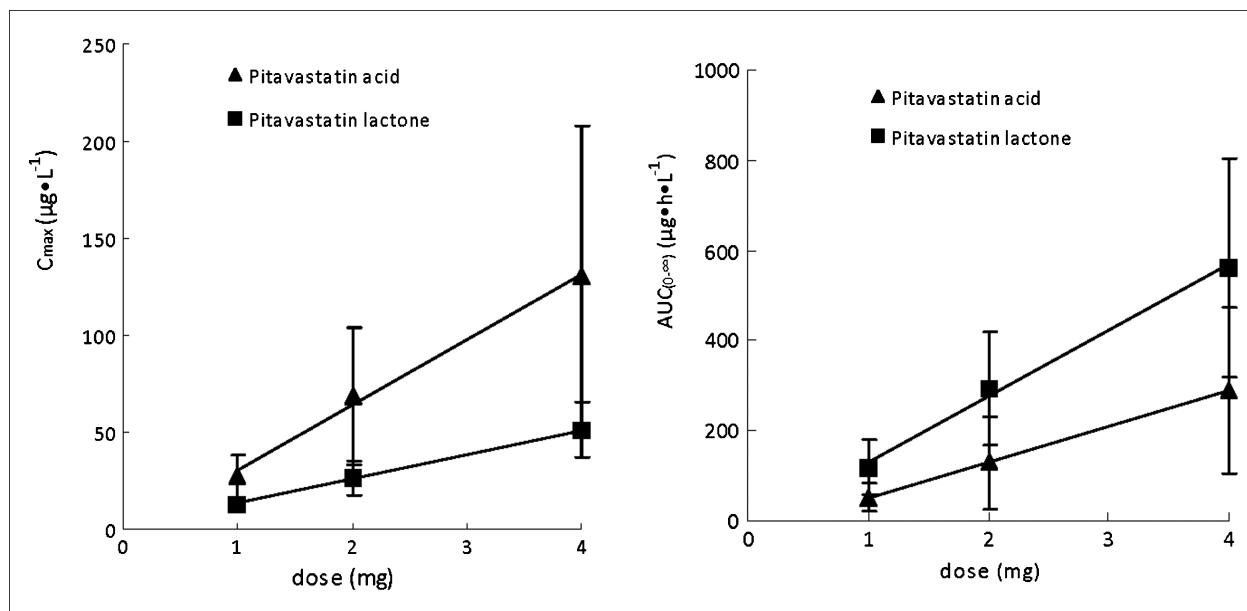 250
200
150
100
50
0
Cmax (µg•L⁻¹)
▲ Pitavastatin acid
■ Pitavastatin lactone
0 1 2 3 4
dose (mg)
1000
800
600
400
200
0
AUC(0-∞) (µg•h•L⁻¹)
▲ Pitavastatin acid
■ Pitavastatin lactone
0 1 2 3 4
dose (mg)